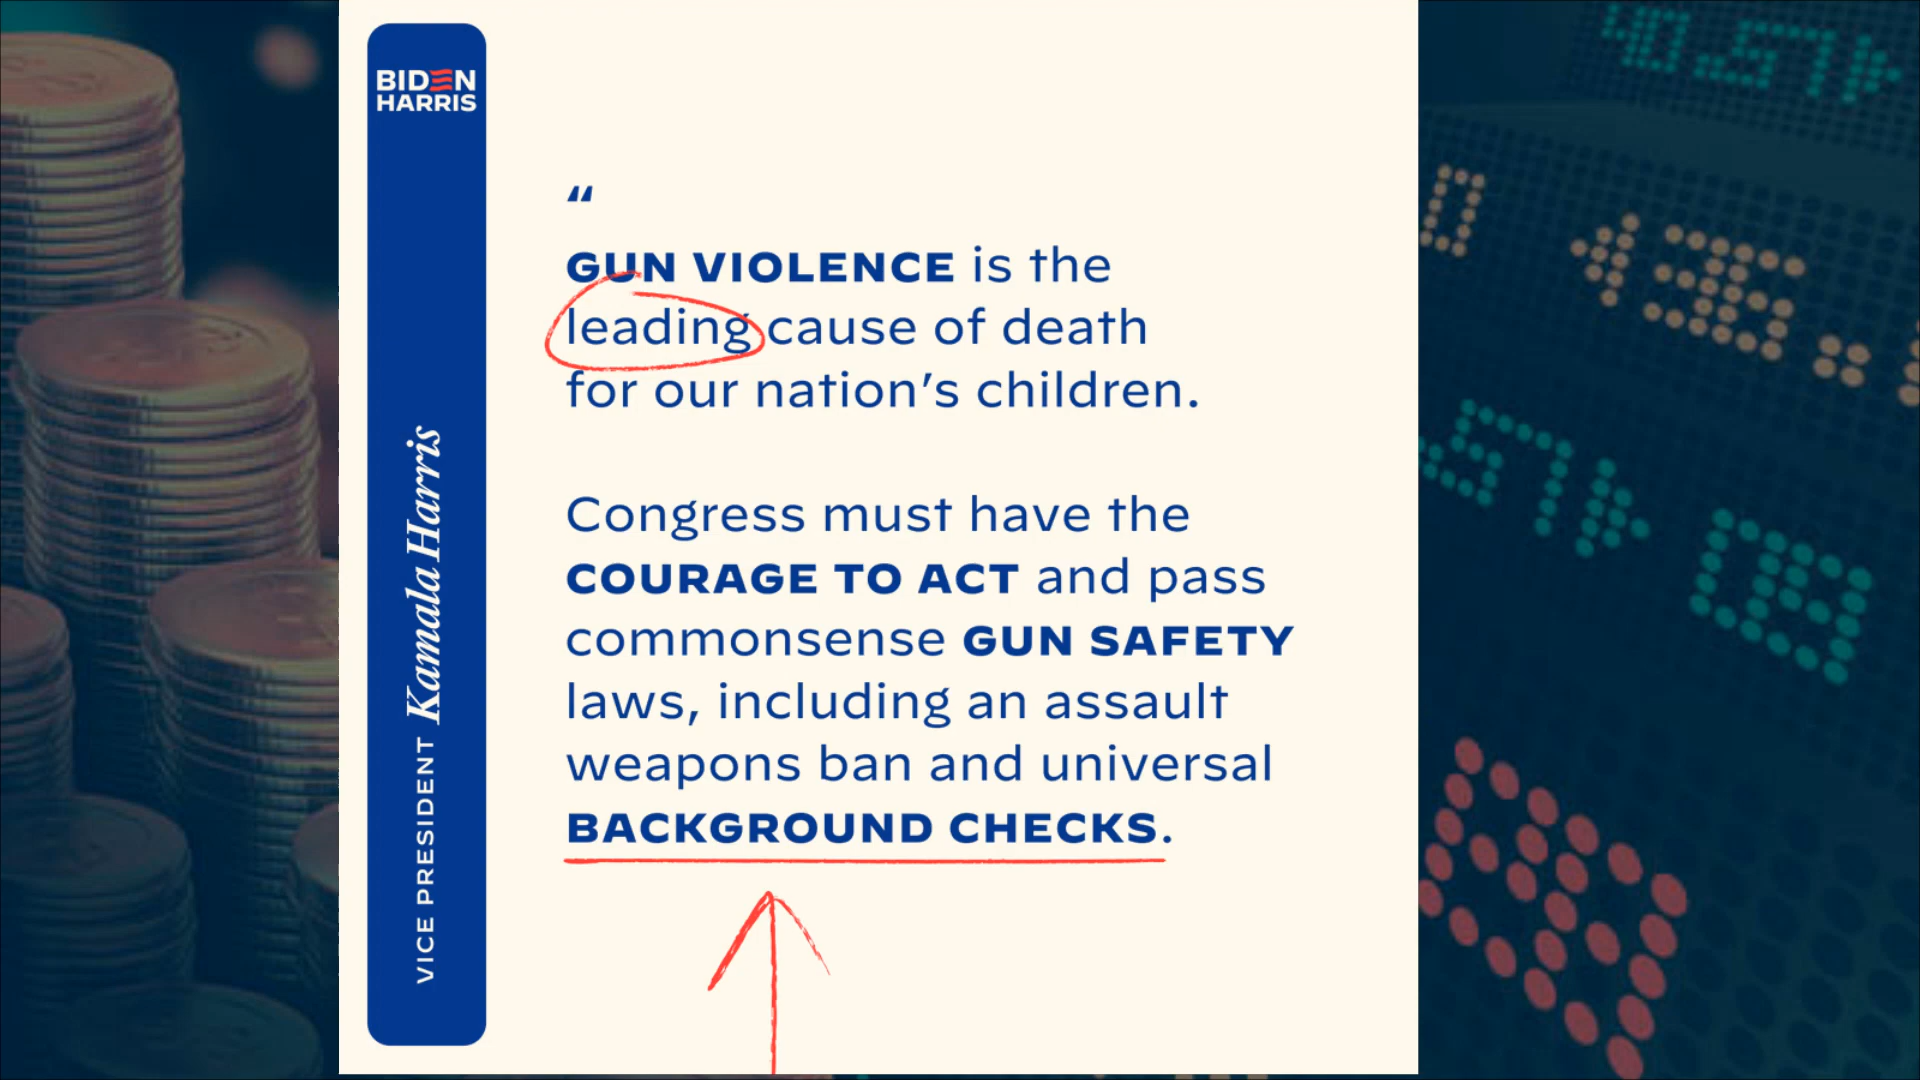 BIDEN
HARRIS
VICE PRESIDENT Kamala Harris
“
GUN VIOLENCE is the
leading cause of death
for our nation’s children.
Congress must have the
COURAGE TO ACT and pass
commonsense GUN SAFETY
laws, including an assault
weapons ban and universal
BACKGROUND CHECKS.